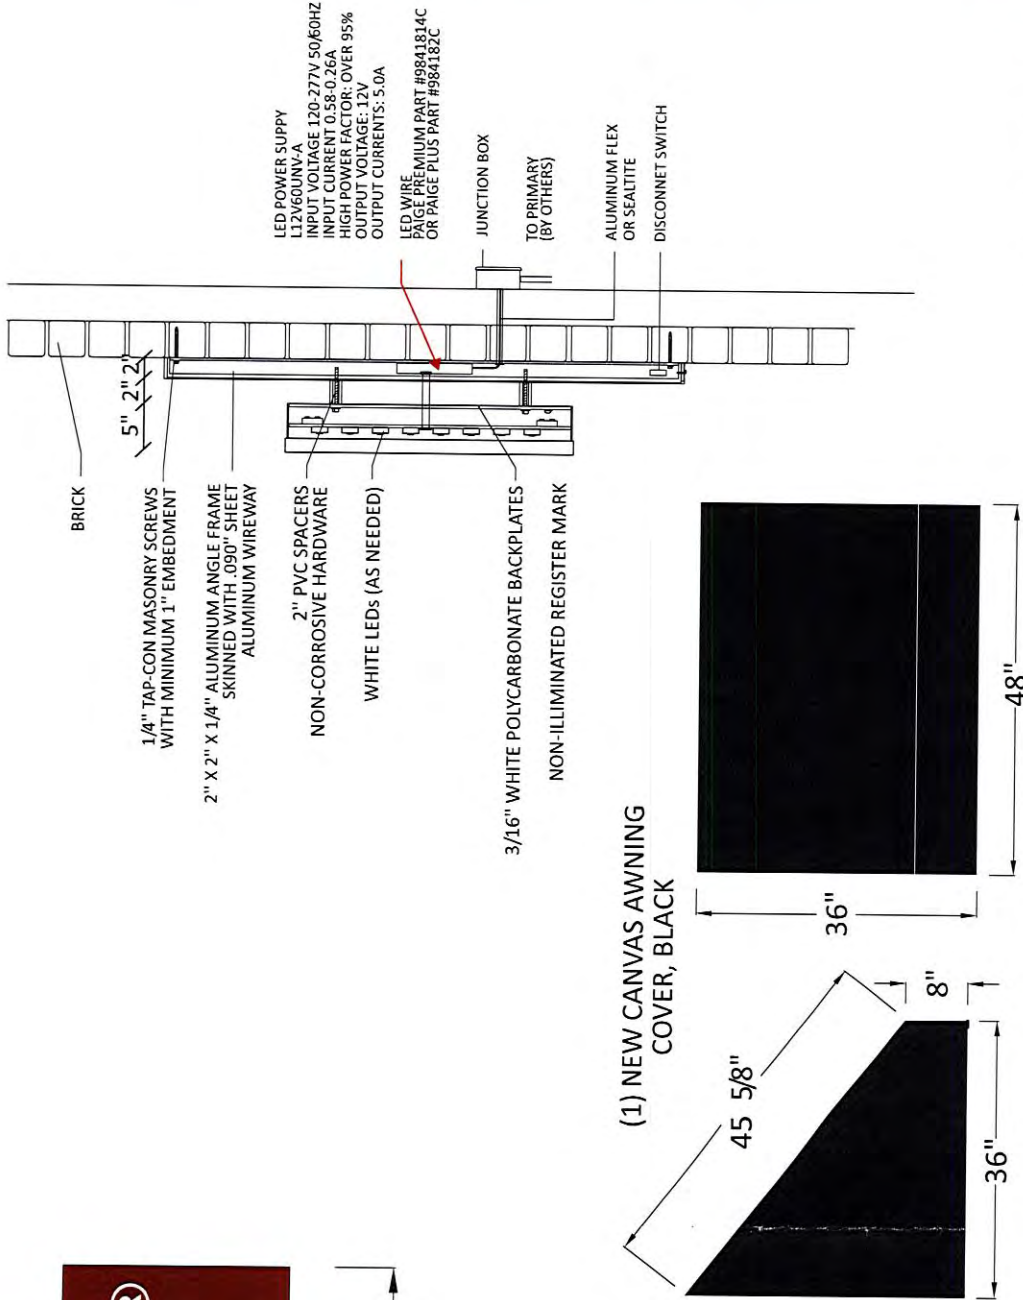 LED POWER SUPPY
L12V60UNV-A
INPUT VOLTAGE 120-277V 50/60HZ
INPUT CURRENT 0.58-0.26A
HIGH POWER FACTOR: OVER 95%
OUTPUT VOLTAGE: 12V
OUTPUT CURRENTS: 5.0A
LED WIRE
PAIGE PREMIUM PART #9841814C
OR PAIGE PLUS PART #984182C
JUNCTION BOX
TO PRIMARY
(BY OTHERS)
ALUMINUM FLEX
OR SEALTITE
DISCONNET SWITCH
5" 2" 2"
BRICK
1/4" TAP-CON MASONRY SCREWS
WITH MINIMUM 1" EMBEDMENT
2" X 2" X 1/4" ALUMINUM ANGLE FRAME
SKINNED WITH .090" SHEET
ALUMINUM WIREWAY
2" PVC SPACERS
NON-CORROSIVE HARDWARE
WHITE LEDs (AS NEEDED)
3/16" WHITE POLYCARBONATE BACKPLATES
NON-ILLIMINATED REGISTER MARK
(1) NEW CANVAS AWNING
COVER, BLACK
36"
48"
45 5/8"
8"
36"
®